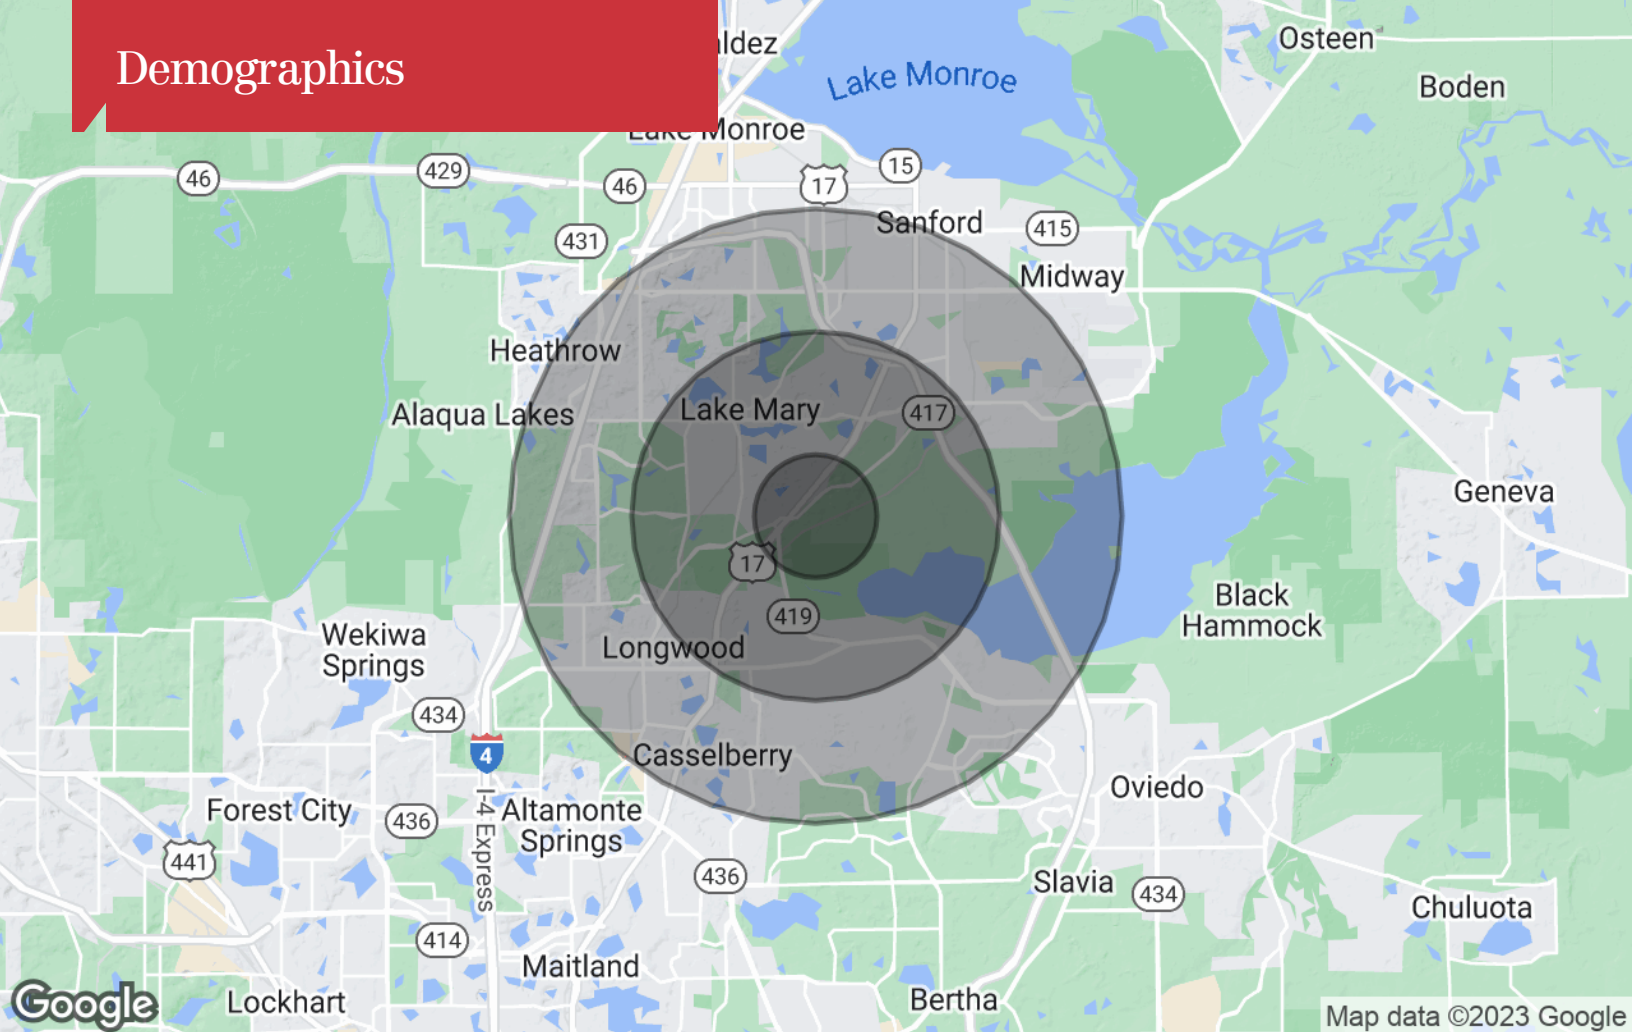 Demographics
ldez
Osteen
Lake Monroe
Boden
Lake Monroe
15
46
429
46
17
Sanford
415
431
Midway
Heathrow
Lake Mary
417
Alaqua Lakes
Geneva
17
Black
Hammock
419
Wekiwa
Springs
Longwood
434
4
Casselberry
Oviedo
Forest City
436
I-4 Express
Altamonte
Springs
441
436
Slavia
434
Chuluota
414
Maitland
Google
Lockhart
Bertha
Map data ©2023 Google